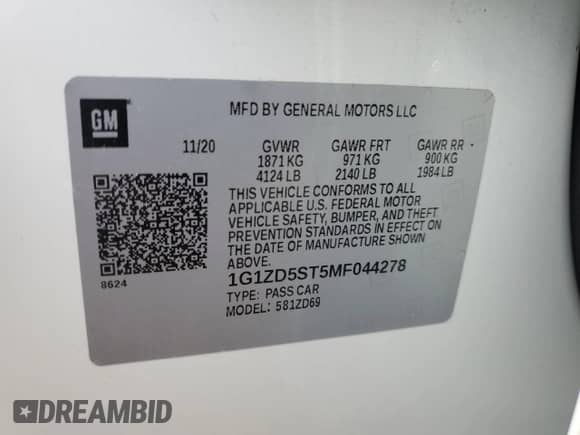 GM
MFD BY GENERAL MOTORS LLC
11/20 GVWR GAWR FRT GAWR RR
1871 KG 971 KG 900 KG
4124 LB 2140 LB 1984 LB
THIS VEHICLE CONFORMS TO ALL
APPLICABLE U.S. FEDERAL MOTOR
VEHICLE SAFETY, BUMPER, AND THEFT
PREVENTION STANDARDS IN EFFECT ON
THE DATE OF MANUFACTURE SHOWN
ABOVE.
8624
1G1ZD5ST5MF044278
TYPE: PASS CAR
MODEL: 581ZD69
DREAMBID